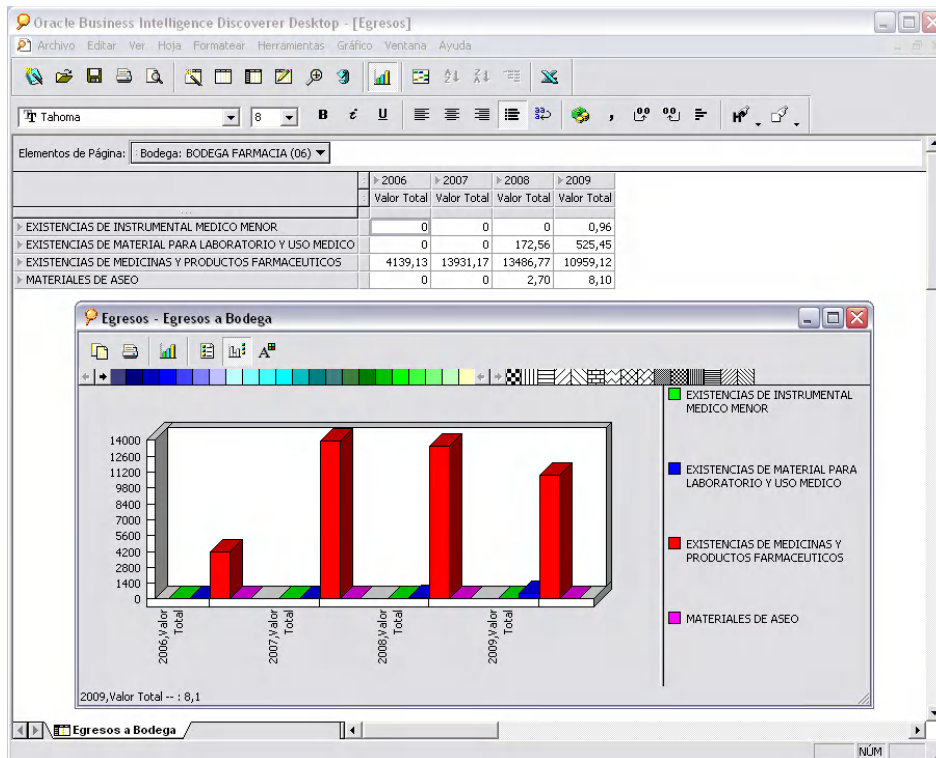 Oracle Business Intelligence Discoverer Desktop - [Egresos]
Archivo Editar Ver Hoja Formatear Herramientas Gráfico Ventana Ayuda
Tahoma 8 B i U
Elementos de Página: Bodega: BODEGA FARMACIA (06)
2006 2007 2008 2009
Valor Total Valor Total Valor Total Valor Total
EXISTENCIAS DE INSTRUMENTAL MEDICO MENOR 0 0 0 0,96
EXISTENCIAS DE MATERIAL PARA LABORATORIO Y USO MEDICO 0 0 172,56 525,45
EXISTENCIAS DE MEDICINAS Y PRODUCTOS FARMACEUTICOS 4139,13 13931,17 13486,77 10959,12
MATERIALES DE ASEO 0 0 2,70 8,10
Egresos - Egresos a Bodega
A
EXISTENCIAS DE INSTRUMENTAL
MEDICO MENOR
EXISTENCIAS DE MATERIAL PARA
LABORATORIO Y USO MEDICO
EXISTENCIAS DE MEDICINAS Y
PRODUCTOS FARMACEUTICOS
MATERIALES DE ASEO
14000
12600
11200
9800
8400
7000
5600
4200
2800
1400
0
2006,Valor
Total
2007,Valor
Total
2008,Valor
Total
2009,Valor
Total
2009,Valor Total -- : 8,1
Egresos a Bodega
NÚM